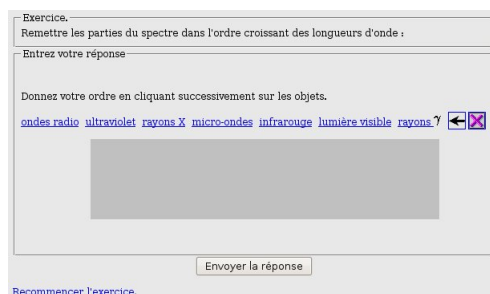 Exercice.
Remettre les parties du spectre dans l'ordre croissant des longueurs d'onde :
Entrez votre réponse
Donnez votre ordre en cliquant successivement sur les objets.
ondes radio ultraviolet rayons X micro-ondes infrarouge lumière visible rayons γ
Envoyer la réponse
Recommencer l'exercice.